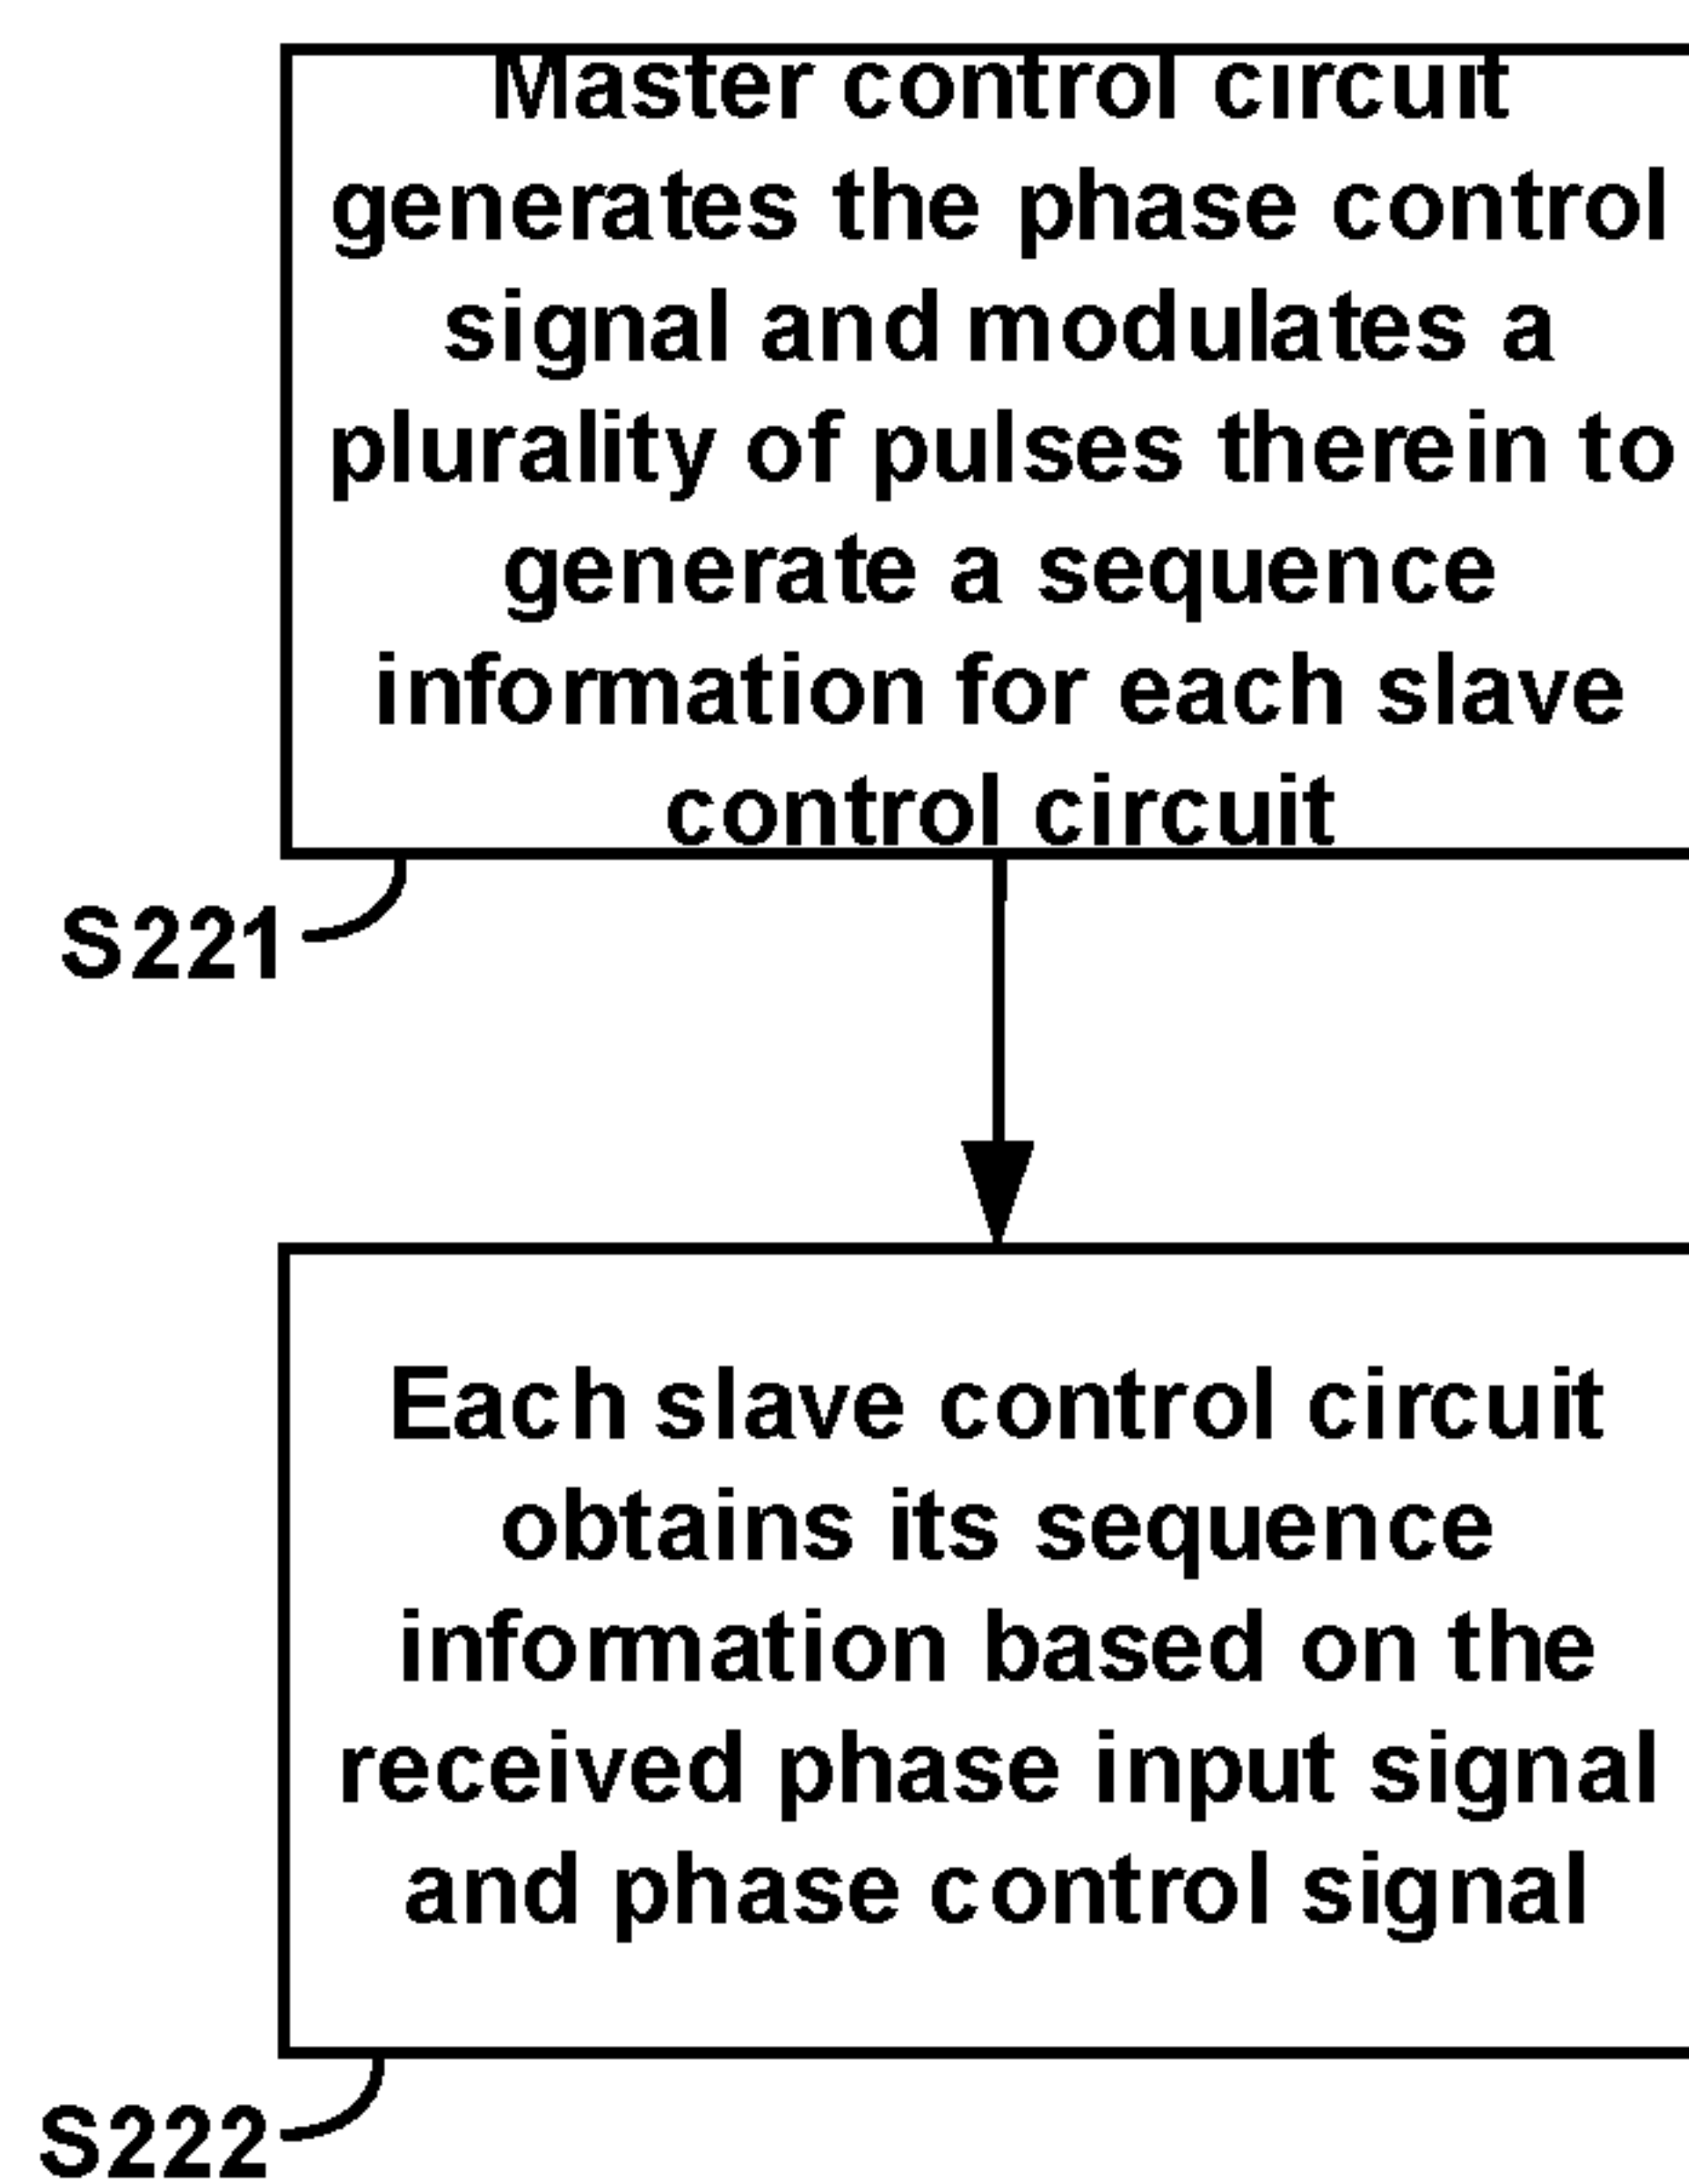 Master control circuit
generates the phase control
signal and modulates a
plurality of pulses therein to
generate a sequence
information for each slave
control circuit
S221
Each slave control circuit
obtains its sequence
information based on the
received phase input signal
and phase control signal
S222